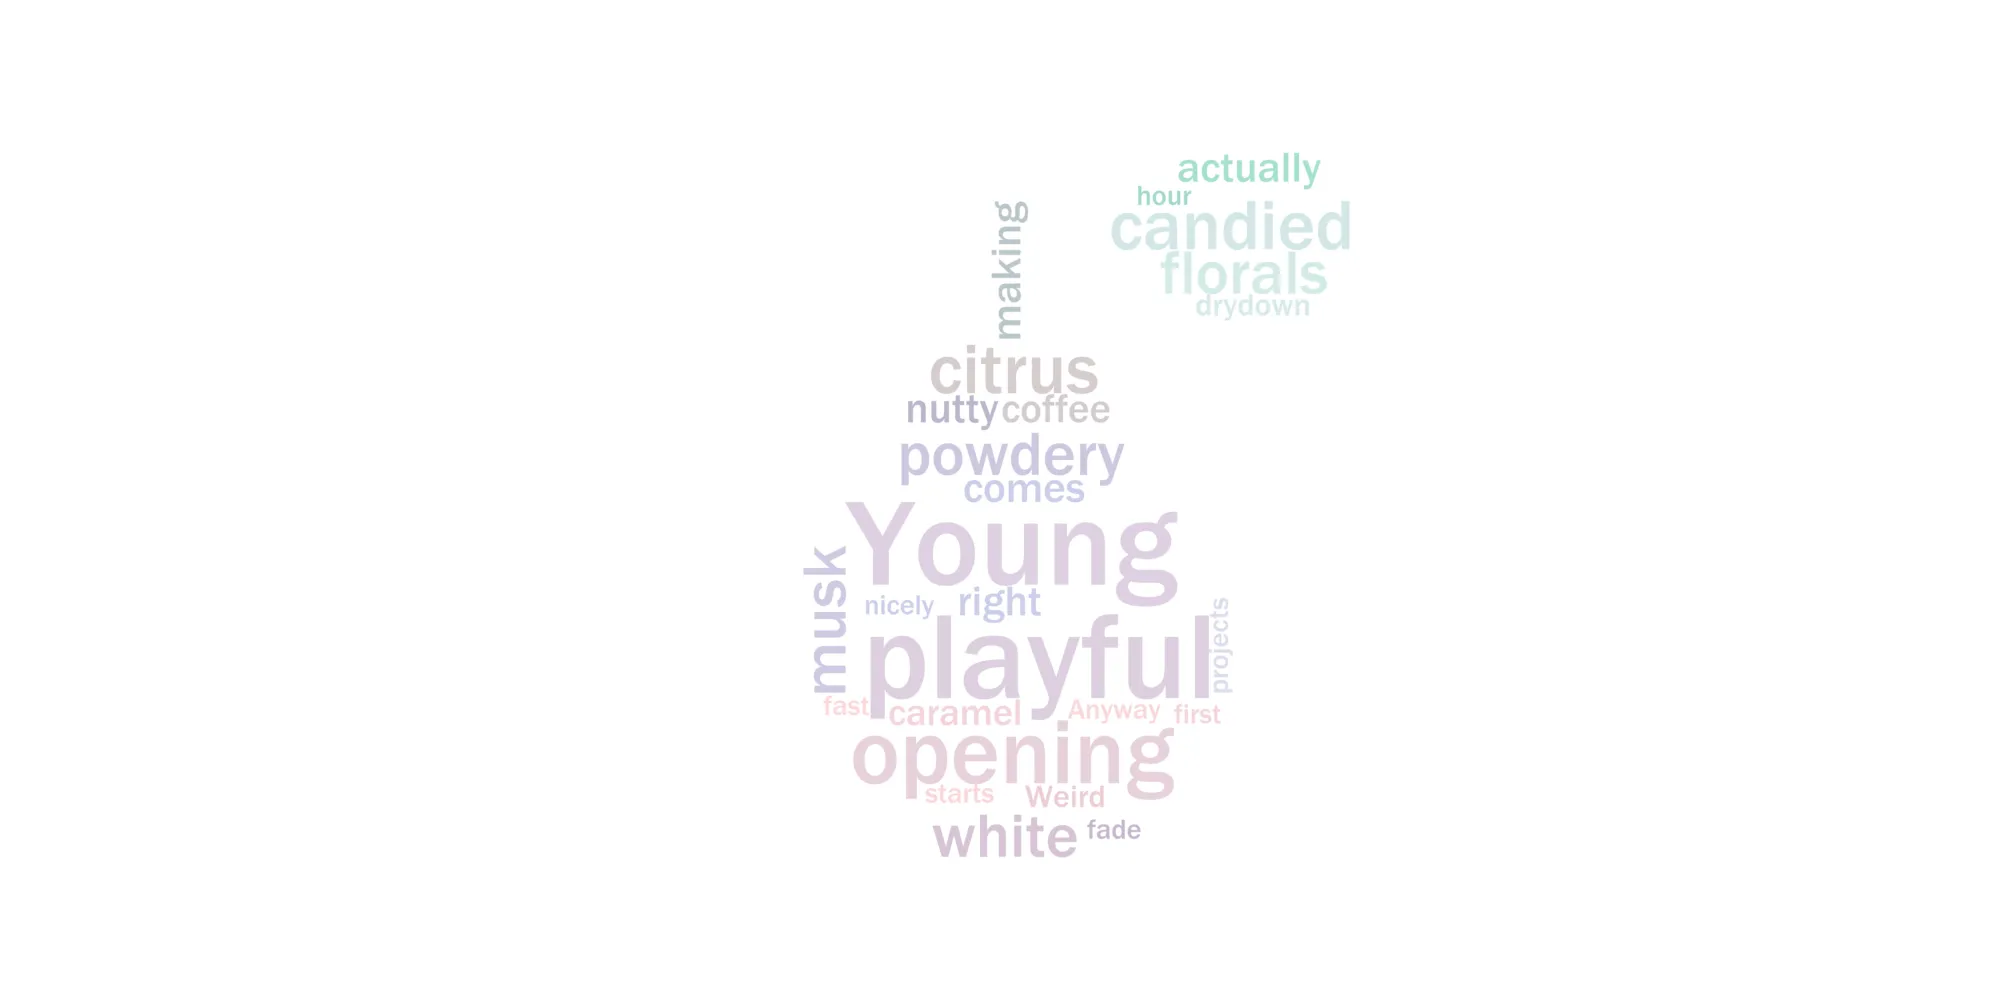 actually
hour
candied
florals
drydown
making
citrus
nutty coffee
powdery
comes
Young
musk
nicely right
projects
playful
fast caramel Anyway first
opening
starts Weird
white fade